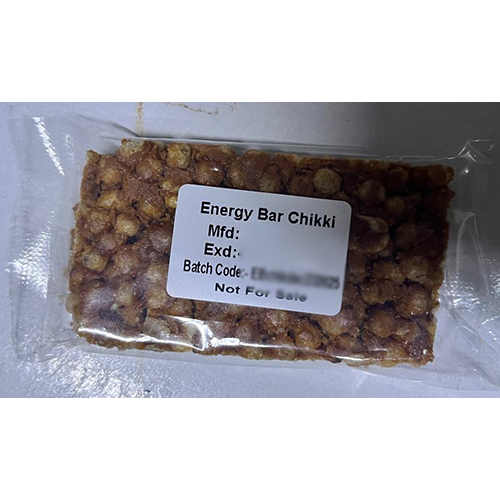 Energy Bar Chikki
Mfd:
Exd:-
Batch Code:-
Not For Sale